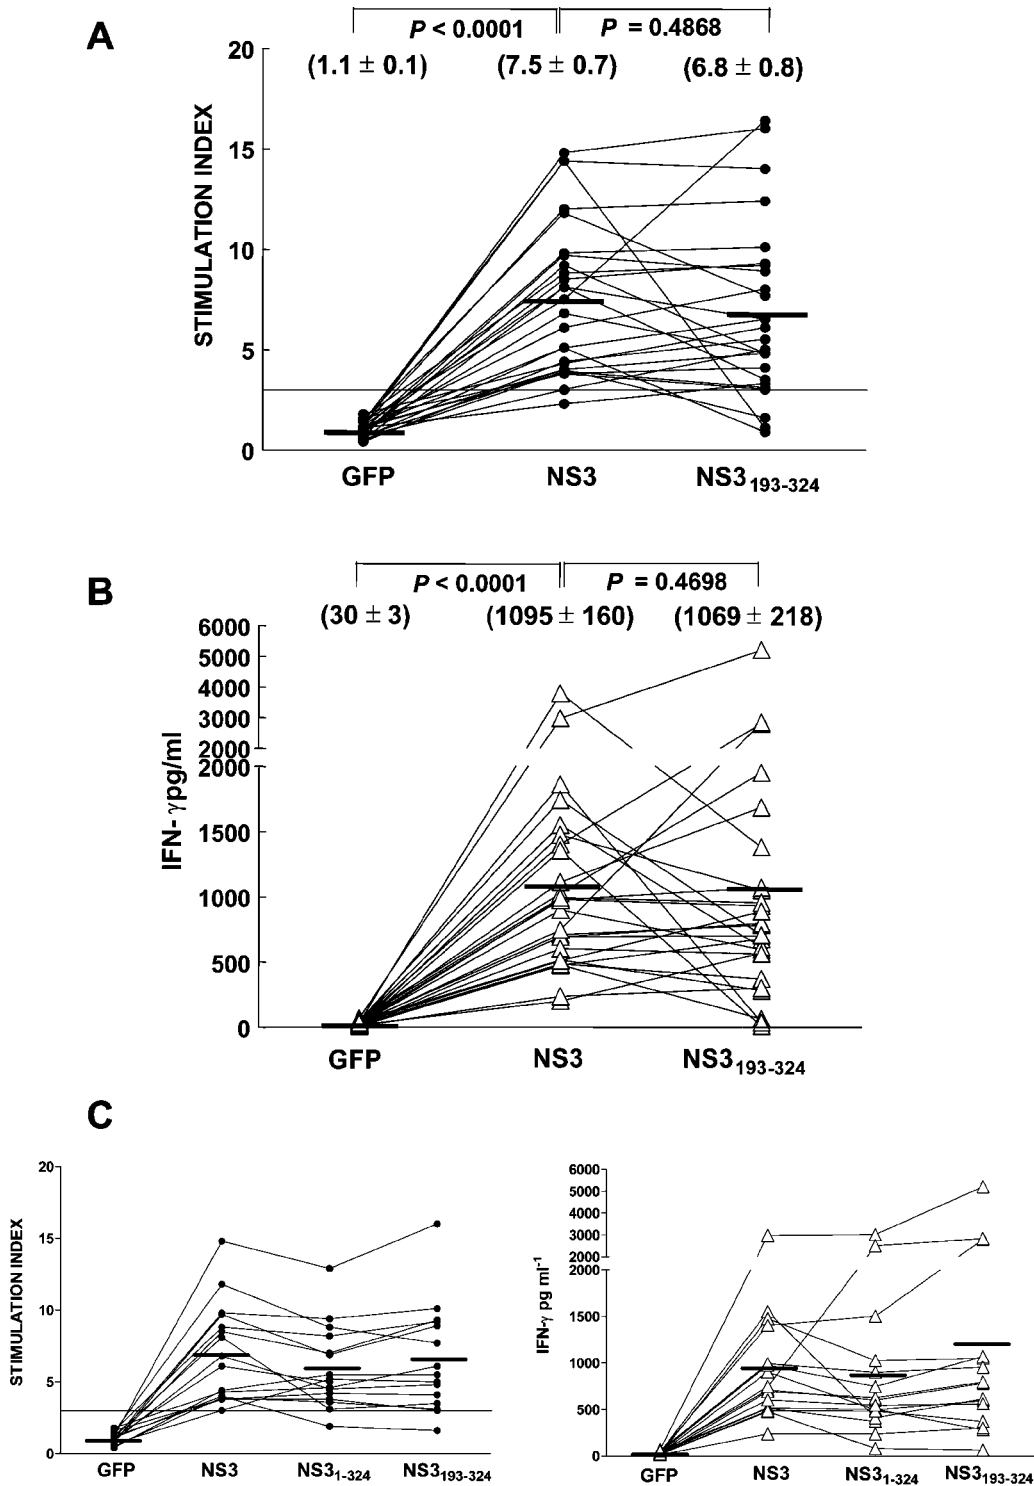 A
P < 0.0001
P = 0.4868
(1.1 ± 0.1)
(7.5 ± 0.7)
(6.8 ± 0.8)
STIMULATION INDEX
20
15
10
5
0
GFP
NS3
NS3193-324
B
P < 0.0001
P = 0.4698
(30 ± 3)
(1095 ± 160)
(1069 ± 218)
IFN- γ pg/ml
6000
5000
4000
3000
2000
2000
1500
1000
500
0
GFP
NS3
NS3193-324
C
STIMULATION INDEX
20
15
10
5
0
GFP
NS3
NS31-324
NS3193-324
IFN-γ pg ml-1
6000
5000
4000
3000
2000
2000
1500
1000
500
0
GFP
NS3
NS31-324
NS3193-324